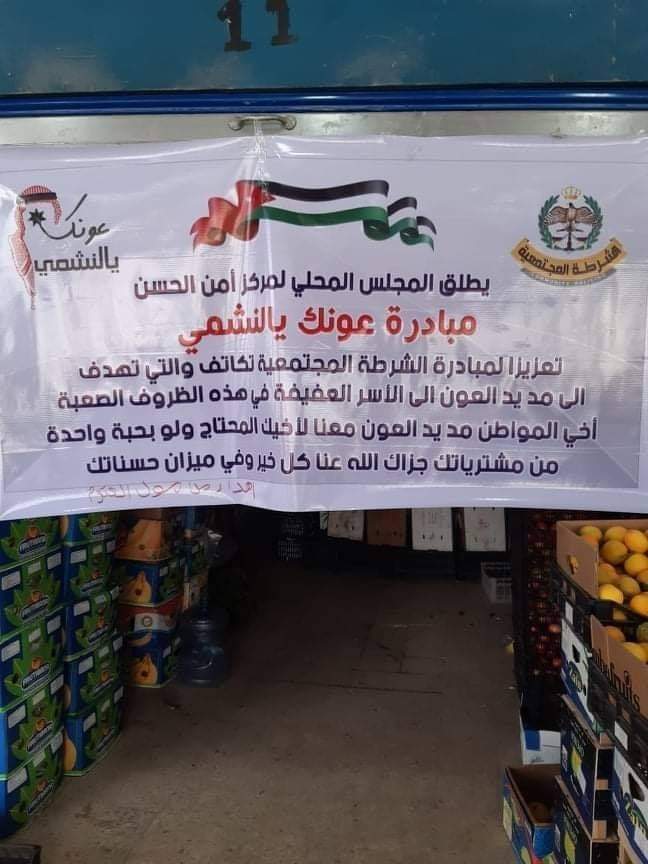 11
عونك
يالنشمي
الشرطة المجتمعية
يطلق المجلس المحلي لمركز أمن الحسن
مبادرة عونك يالنشمي
تعزيزا لمبادرة الشرطة المجتمعية تكاتف والتي تهدف
الى مد يد العون الى الأسر العفيفة في هذه الظروف الصعبة
أخي المواطن مد يد العون معنا لأخيك المحتاج ولو بحبة واحدة
من مشترياتك جزاك الله عنا كل خير وفي ميزان حسناتك